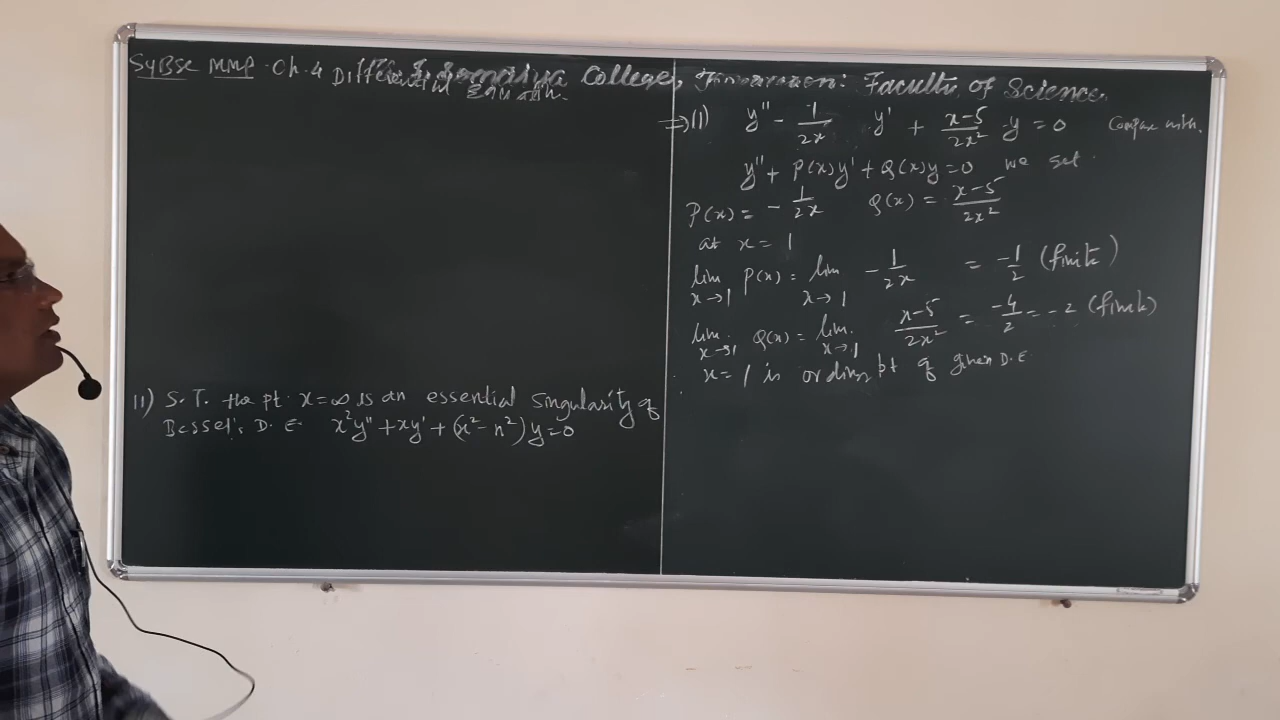 SyBSc MMP. Ch. 4 Differential Equation.
College, : Faculty of Science.
11) S.T. the pt. x=∞ is an essential singularity of
Bessel's D.E. x²y" + xy' + (x² - n²) y = 0
⇒ (1) y" - 1/2x y' + x-5/2x² · y = 0 Compare with.
y" + P(x)y' + Q(x)y = 0 we get.
P(x) = - 1/2x Q(x) = x-5/2x²
at x = 1
lim x→1 P(x) = lim x→1 - 1/2x = -1/2 (finite)
lim x→1 Q(x) = lim x→1 x-5/2x² = -4/2 = -2 (finite)
x = 1 is pt of given D.E